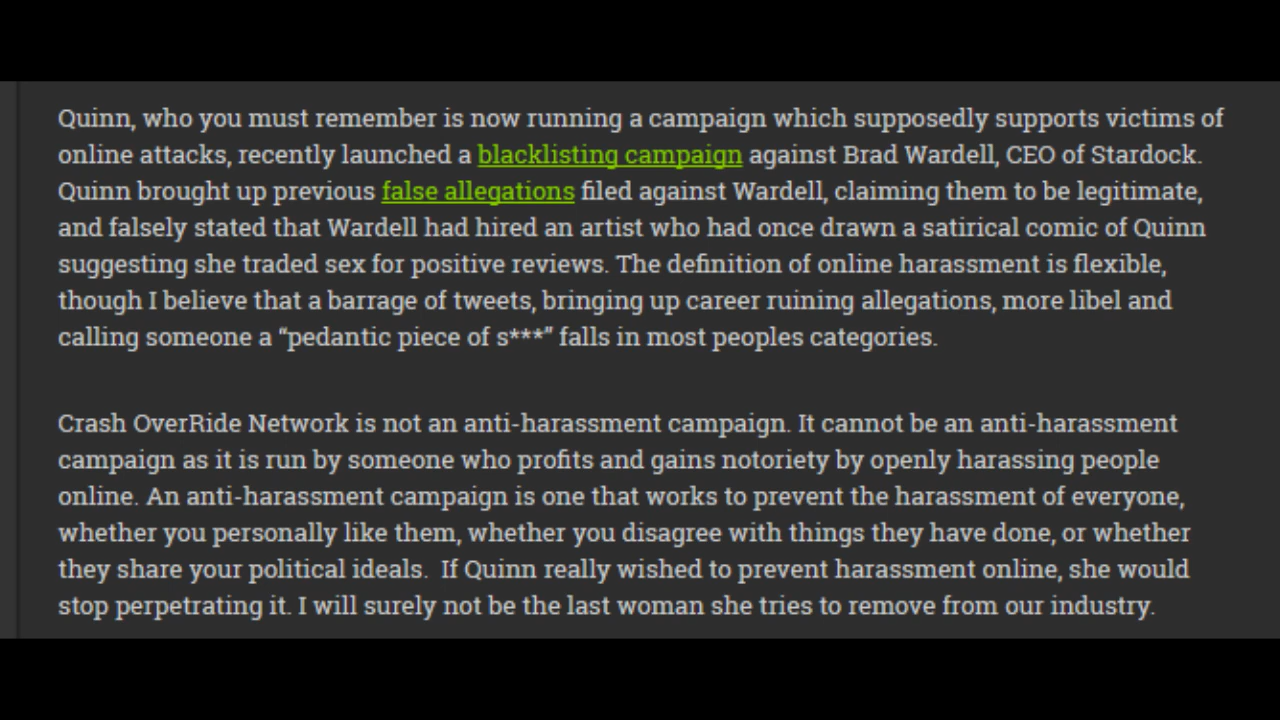 Quinn, who you must remember is now running a campaign which supposedly supports victims of
online attacks, recently launched a blacklisting campaign against Brad Wardell, CEO of Stardock.
Quinn brought up previous false allegations filed against Wardell, claiming them to be legitimate,
and falsely stated that Wardell had hired an artist who had once drawn a satirical comic of Quinn
suggesting she traded sex for positive reviews. The definition of online harassment is flexible,
though I believe that a barrage of tweets, bringing up career ruining allegations, more libel and
calling someone a “pedantic piece of s***” falls in most peoples categories.
Crash OverRide Network is not an anti-harassment campaign. It cannot be an anti-harassment
campaign as it is run by someone who profits and gains notoriety by openly harassing people
online. An anti-harassment campaign is one that works to prevent the harassment of everyone,
whether you personally like them, whether you disagree with things they have done, or whether
they share your political ideals.  If Quinn really wished to prevent harassment online, she would
stop perpetrating it. I will surely not be the last woman she tries to remove from our industry.